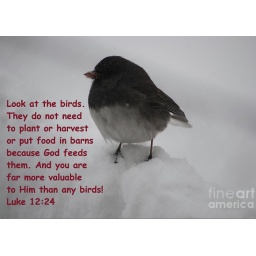 Look at the birds.
They do not need
to plant or harvest
or put food in barns
because God feeds
them. And you are
far more valuable
to Him than any birds!
Luke 12:24
fineart
america